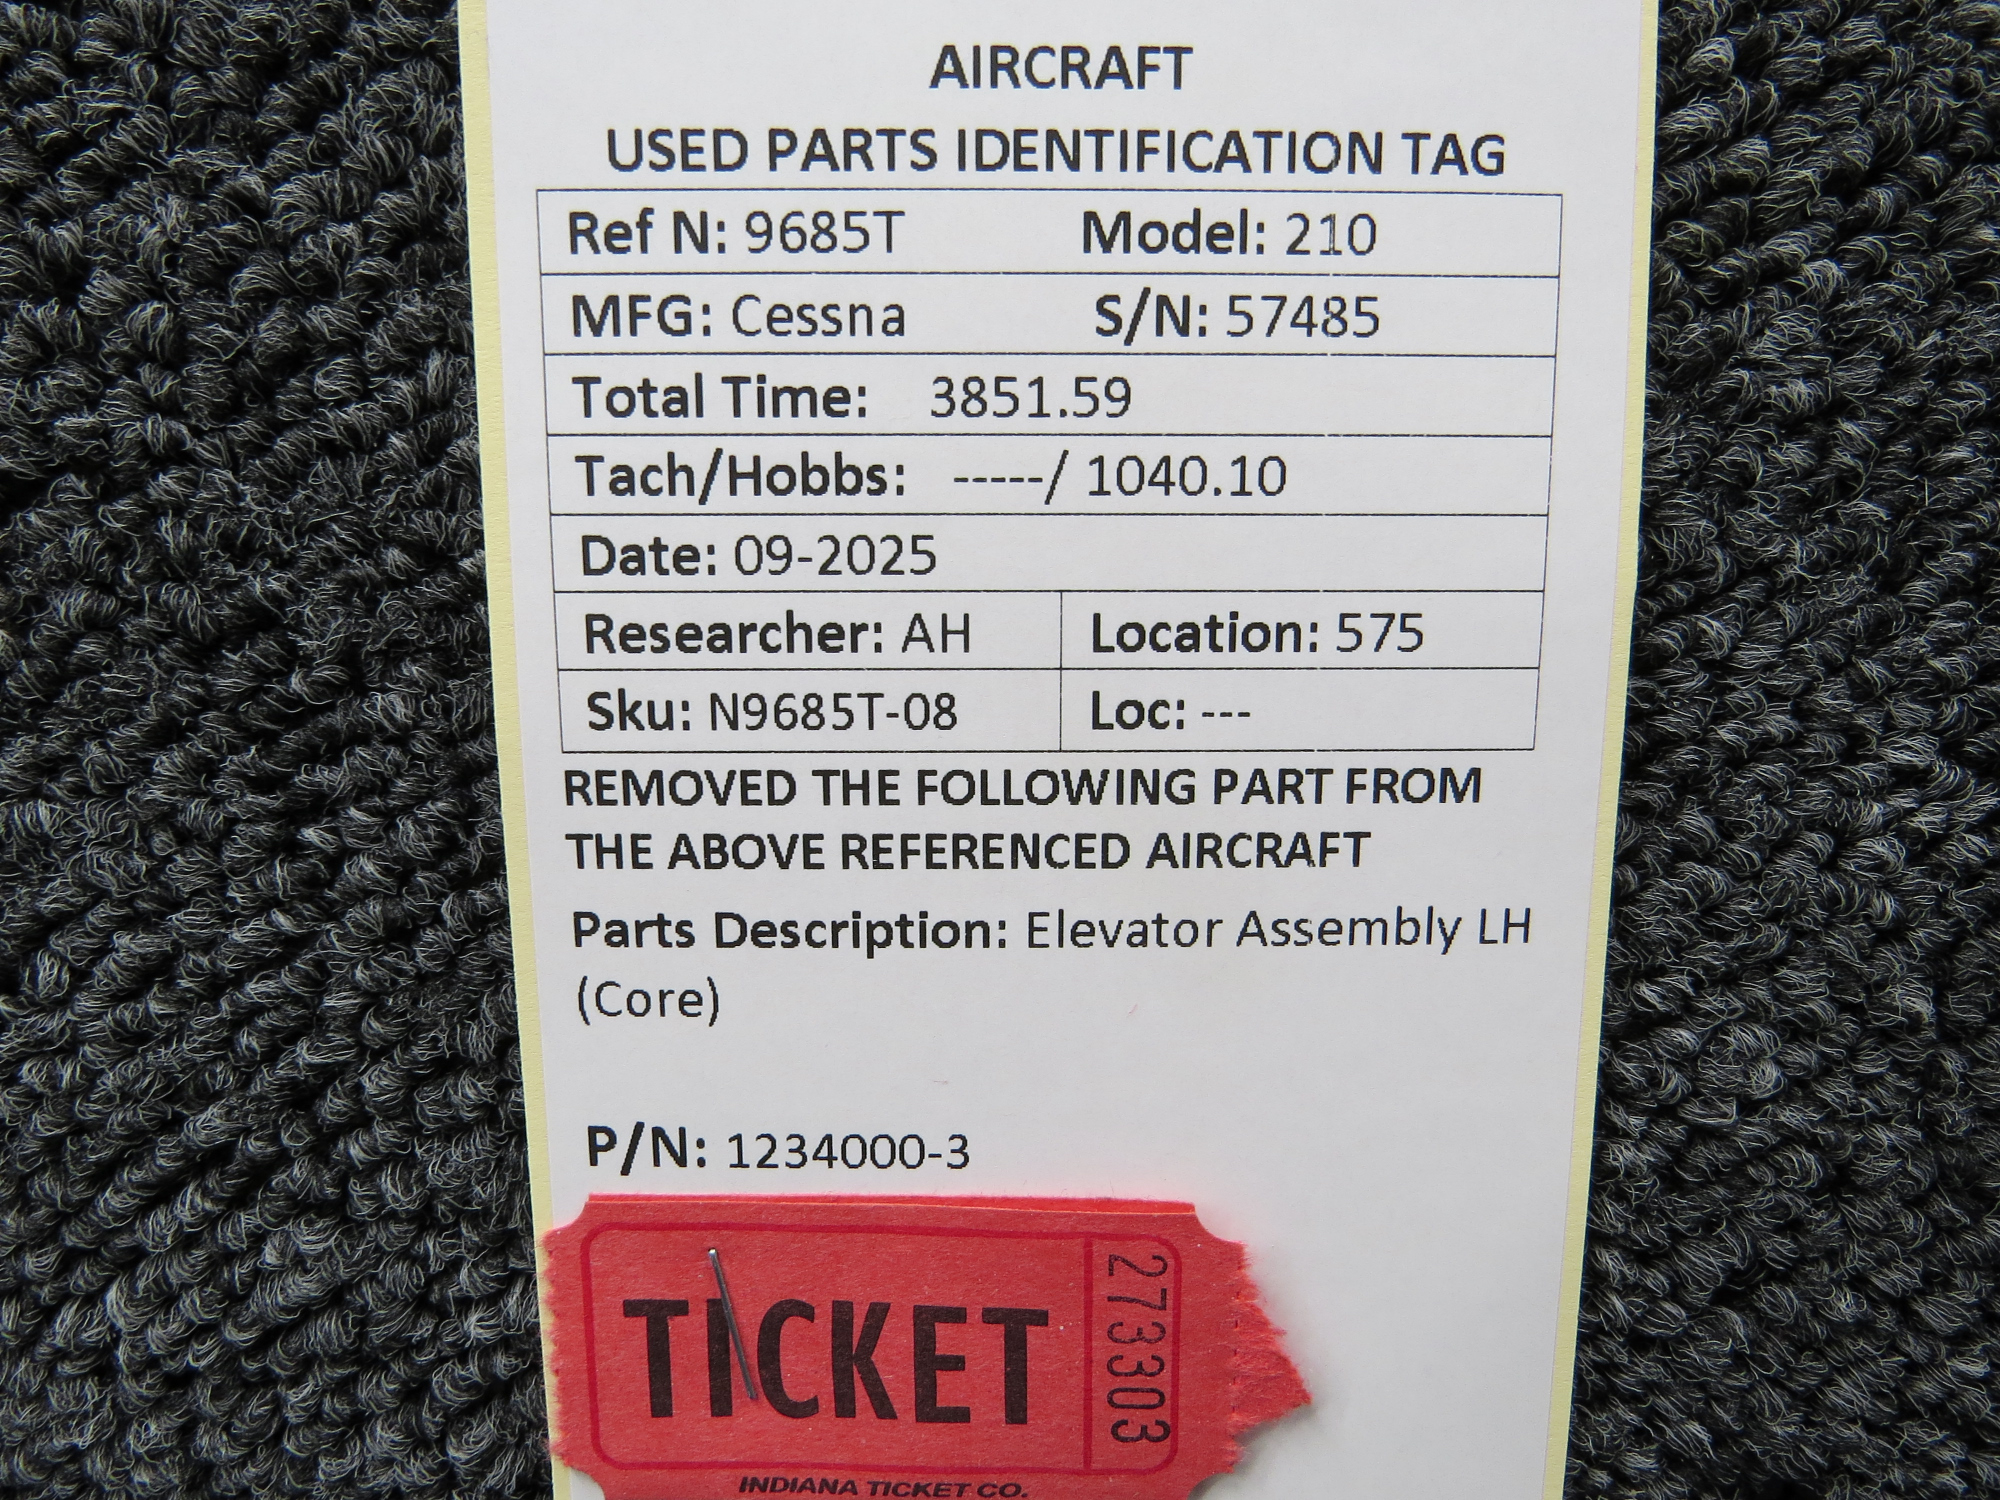 AIRCRAFT
USED PARTS IDENTIFICATION TAG
Ref N: 9685T Model: 210
MFG: Cessna S/N: 57485
Total Time: 3851.59
Tach/Hobbs: -----/ 1040.10
Date: 09-2025
Researcher: AH Location: 575
Sku: N9685T-08 Loc: ---
REMOVED THE FOLLOWING PART FROM
THE ABOVE REFERENCED AIRCRAFT
Parts Description: Elevator Assembly LH
(Core)
P/N: 1234000-3
TICKET
273303
INDIANA TICKET CO.